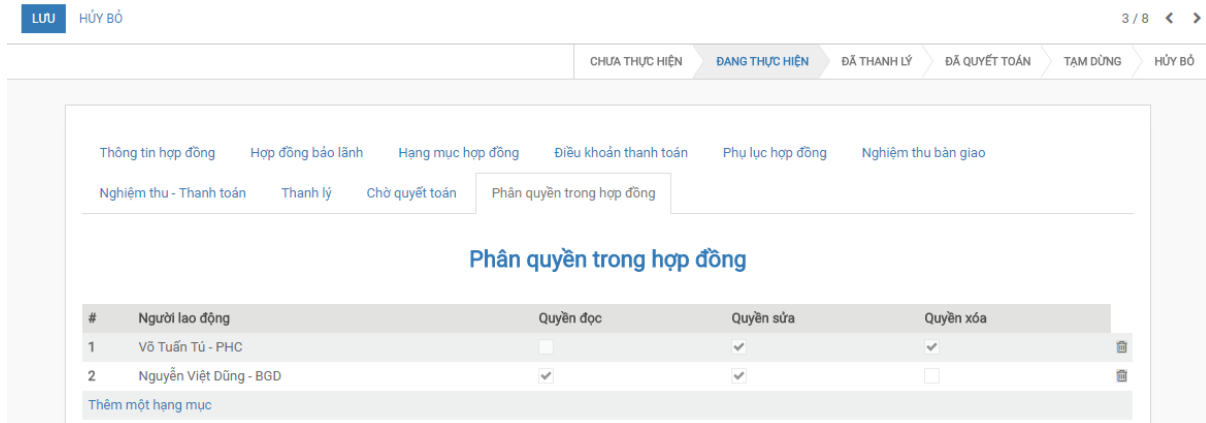 LƯU HỦY BỎ 3 / 8
CHƯA THỰC HIỆN ĐANG THỰC HIỆN ĐÃ THANH LÝ ĐÃ QUYẾT TOÁN TẠM DỪNG HỦY BỎ
Thông tin hợp đồng Hợp đồng bảo lãnh Hạng mục hợp đồng Điều khoản thanh toán Phụ lục hợp đồng Nghiệm thu bàn giao
Nghiệm thu - Thanh toán Thanh lý Chờ quyết toán Phân quyền trong hợp đồng
Phân quyền trong hợp đồng
# Người lao động Quyền đọc Quyền sửa Quyền xóa
1 Võ Tuấn Tú - PHC
2 Nguyễn Việt Dũng - BGD
Thêm một hạng mục